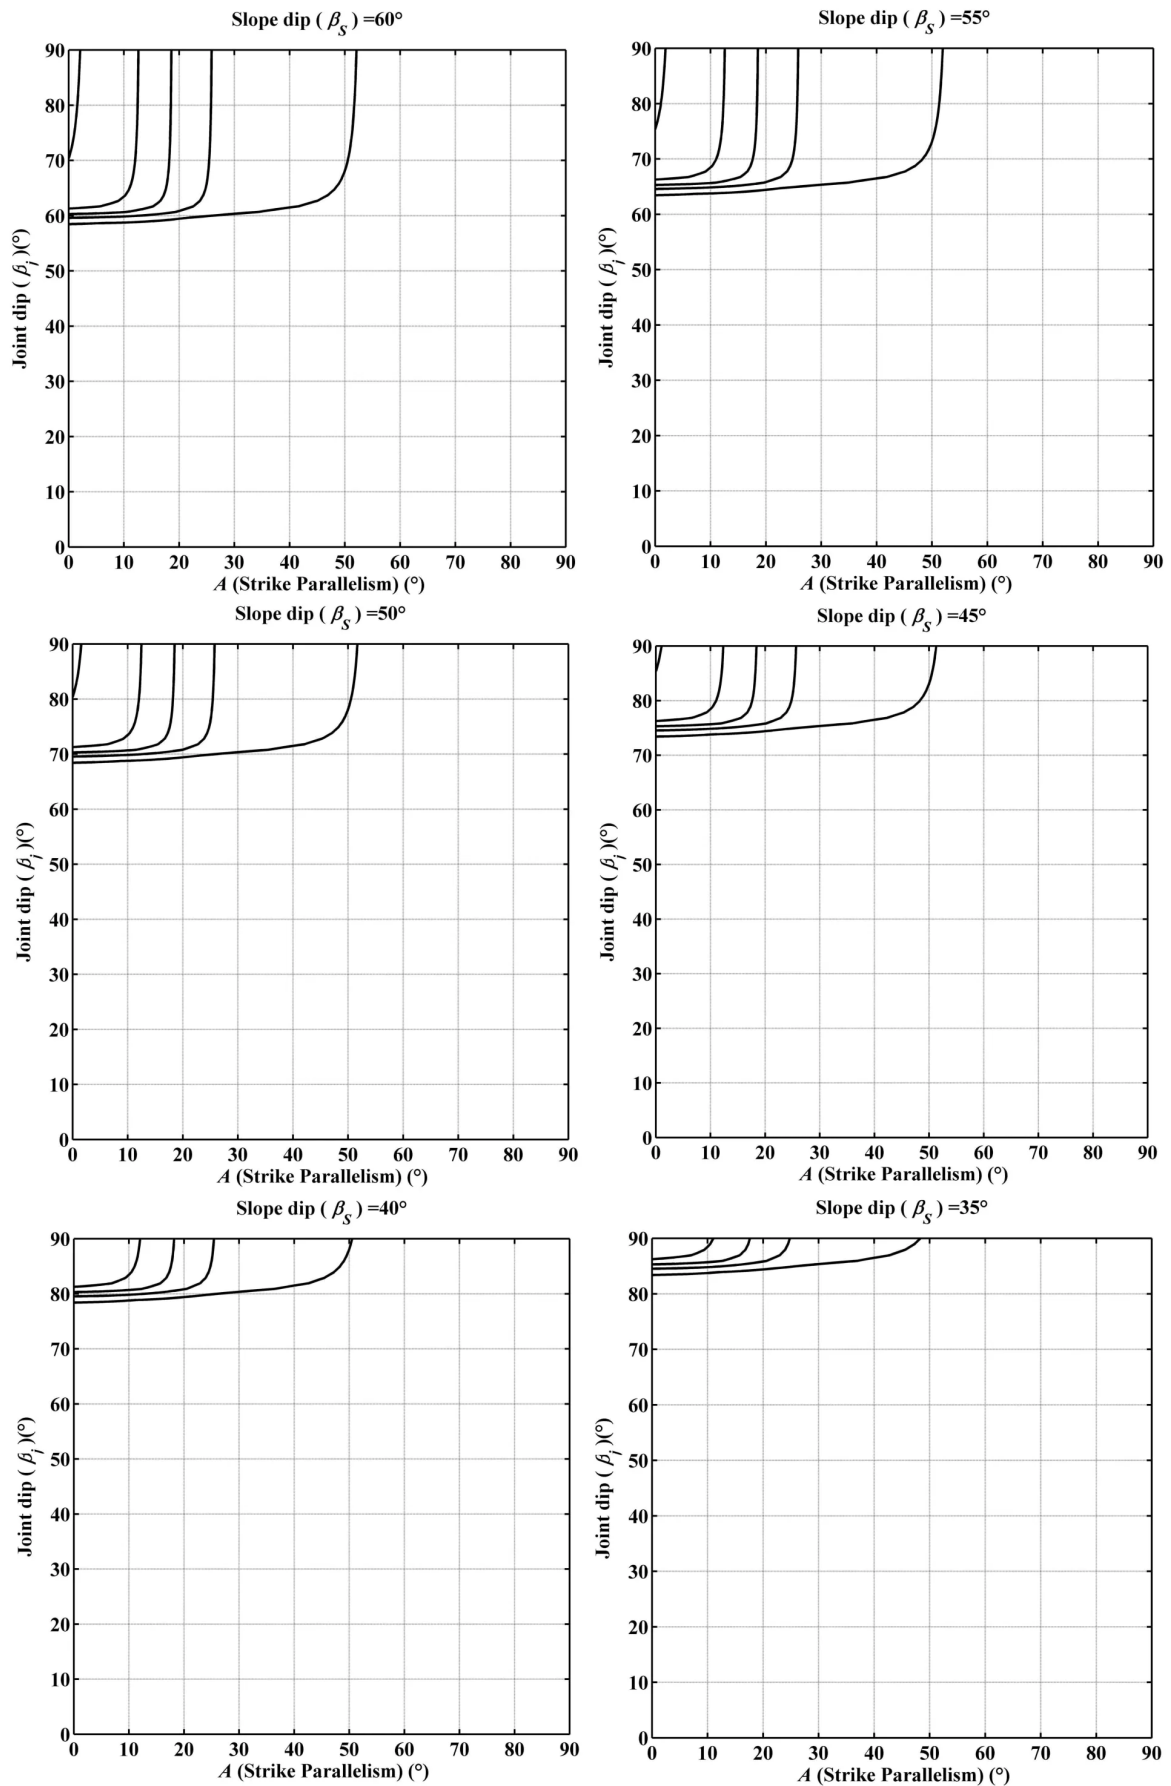 Slope dip ( βS ) =60°
90
80
70
60
50
40
30
20
10
0
Joint dip ( βj )(°)
0 10 20 30 40 50 60 70 80 90
A (Strike Parallelism) (°)
Slope dip ( βS ) =55°
90
80
70
60
50
40
30
20
10
0
Joint dip ( βj )(°)
0 10 20 30 40 50 60 70 80 90
A (Strike Parallelism) (°)
Slope dip ( βS ) =50°
90
80
70
60
50
40
30
20
10
0
Joint dip ( βj )(°)
0 10 20 30 40 50 60 70 80 90
A (Strike Parallelism) (°)
Slope dip ( βS ) =45°
90
80
70
60
50
40
30
20
10
0
Joint dip ( βj )(°)
0 10 20 30 40 50 60 70 80 90
A (Strike Parallelism) (°)
Slope dip ( βS ) =40°
90
80
70
60
50
40
30
20
10
0
Joint dip ( βj )(°)
0 10 20 30 40 50 60 70 80 90
A (Strike Parallelism) (°)
Slope dip ( βS ) =35°
90
80
70
60
50
40
30
20
10
0
Joint dip ( βj )(°)
0 10 20 30 40 50 60 70 80 90
A (Strike Parallelism) (°)